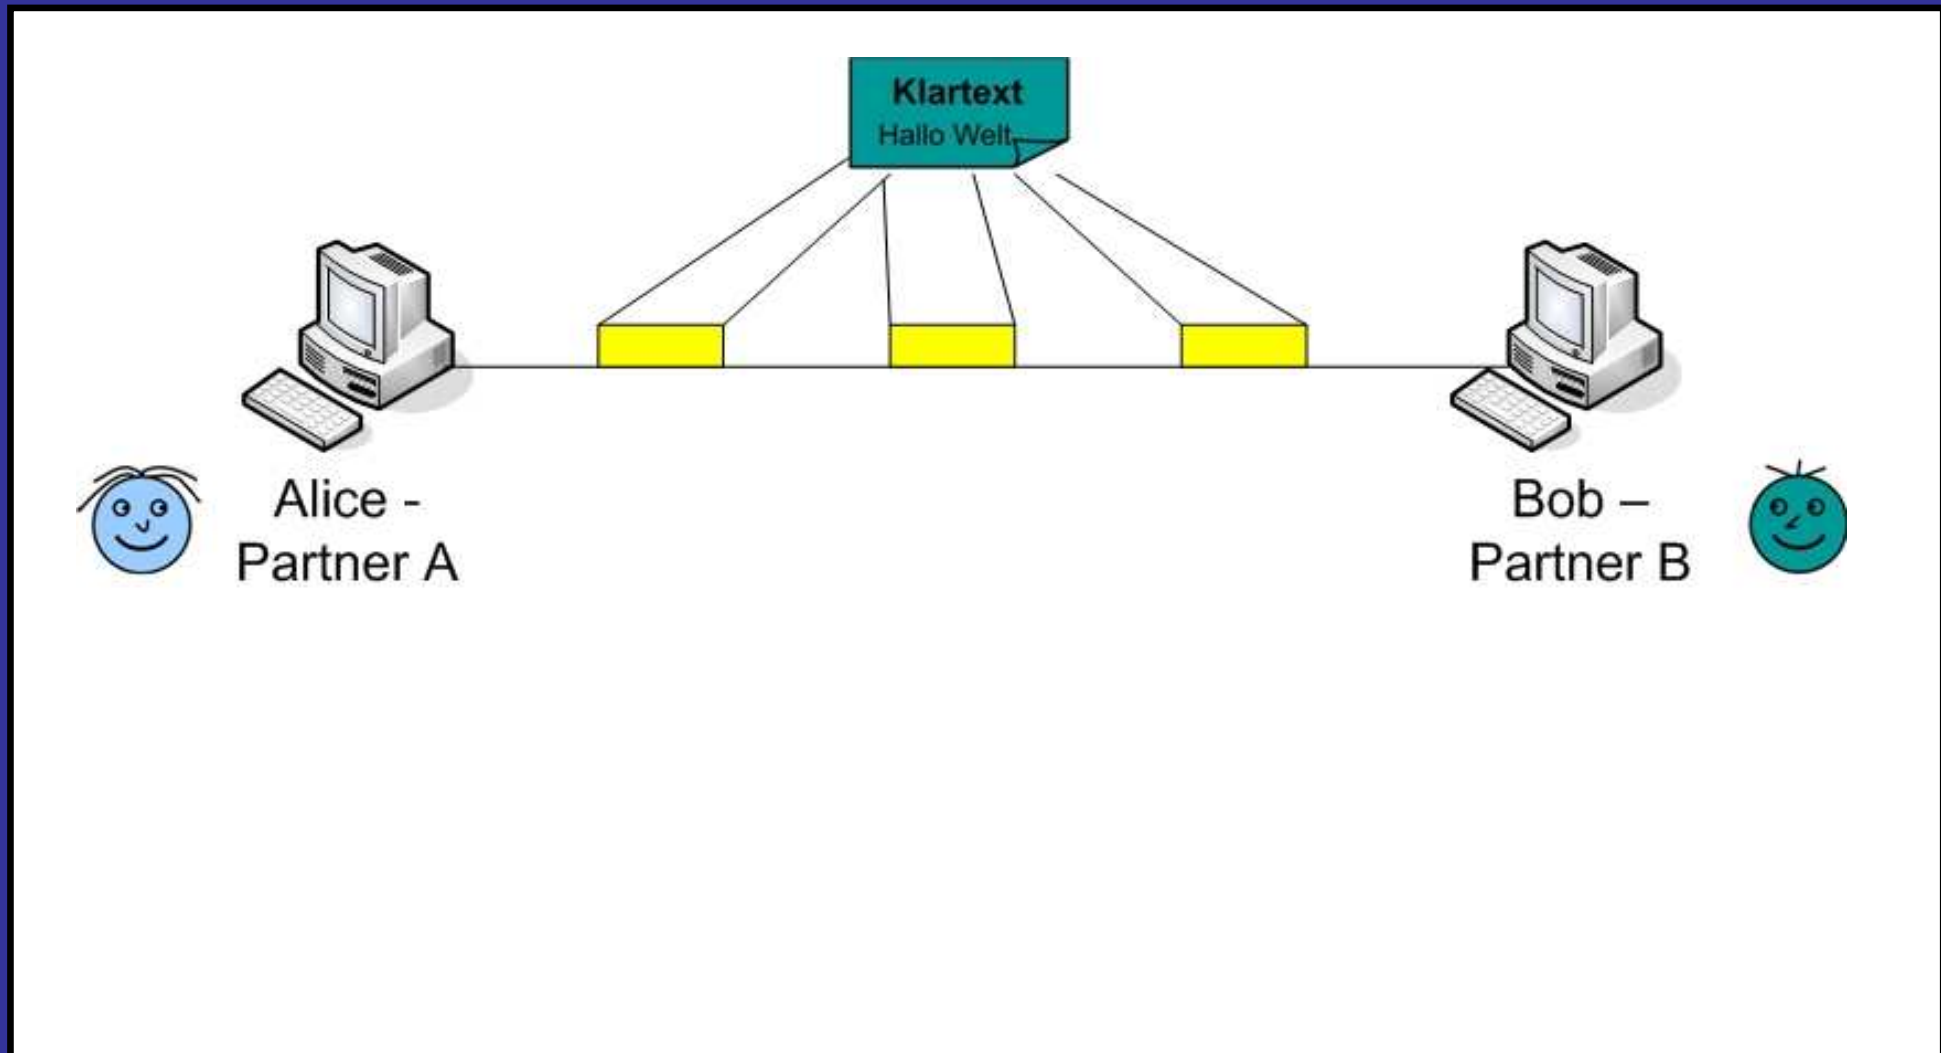 Klartext
Hallo Welt
Alice -
Partner A
Bob –
Partner B